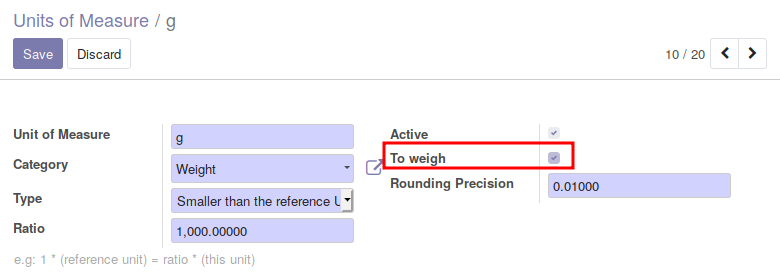 Units of Measure / g
Save Discard 10 / 20
Unit of Measure g
Category Weight
Type Smaller than the reference U
Ratio 1,000.00000
e.g: 1 * (reference unit) = ratio * (this unit)
Active
To weigh
Rounding Precision 0.01000